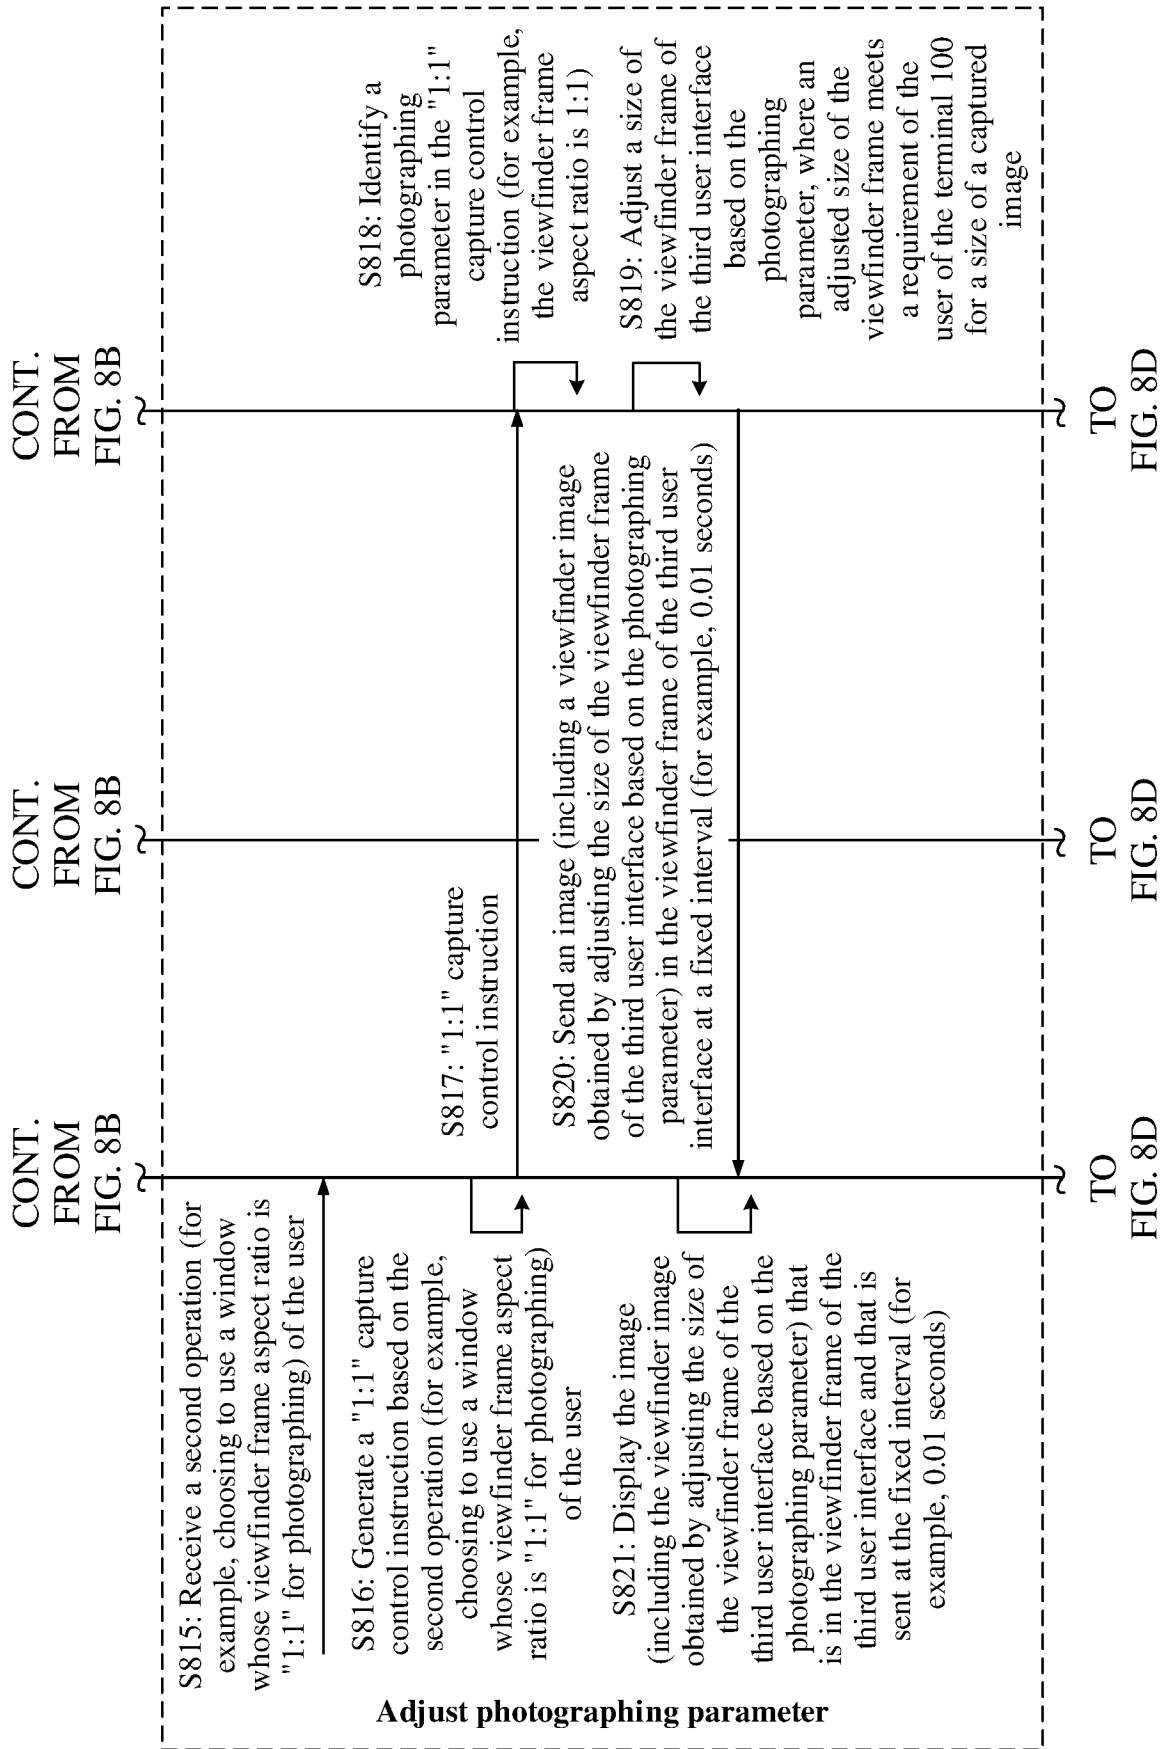 CONT.
FROM
FIG. 8B
CONT.
FROM
FIG. 8B
CONT.
FROM
FIG. 8B
Adjust photographing parameter
S815: Receive a second operation (for
example, choosing to use a window
whose viewfinder frame aspect ratio is
"1:1" for photographing) of the user
S816: Generate a "1:1" capture
control instruction based on the
second operation (for example,
choosing to use a window
whose viewfinder frame aspect
ratio is "1:1" for photographing)
of the user
S817: "1:1" capture
control instruction
S818: Identify a
photographing
parameter in the "1:1"
capture control
instruction (for example,
the viewfinder frame
aspect ratio is 1:1)
S819: Adjust a size of
the viewfinder frame of
the third user interface
based on the
photographing
parameter, where an
adjusted size of the
viewfinder frame meets
a requirement of the
user of the terminal 100
for a size of a captured
image
S820: Send an image (including a viewfinder image
obtained by adjusting the size of the viewfinder frame
of the third user interface based on the photographing
parameter) in the viewfinder frame of the third user
interface at a fixed interval (for example, 0.01 seconds)
S821: Display the image
(including the viewfinder image
obtained by adjusting the size of
the viewfinder frame of the
third user interface based on the
photographing parameter) that
is in the viewfinder frame of the
third user interface and that is
sent at the fixed interval (for
example, 0.01 seconds)
TO
FIG. 8D
TO
FIG. 8D
TO
FIG. 8D